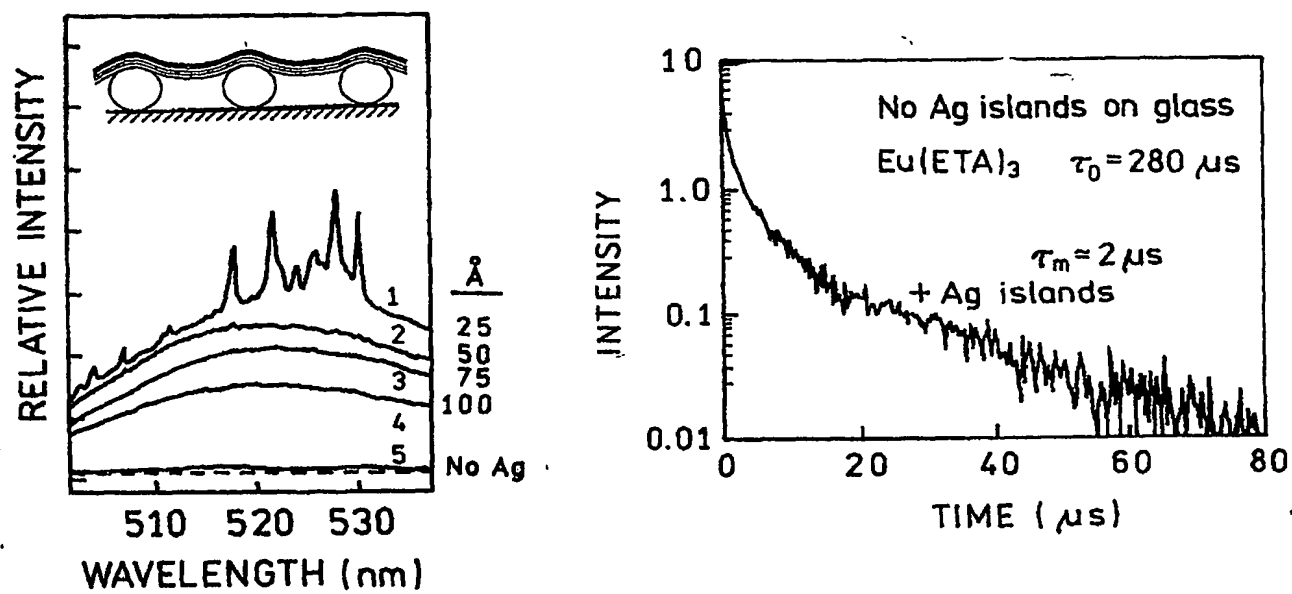 RELATIVE INTENSITY
1
2
3
4
5
Å
25
50
75
100
No Ag
510 520 530
WAVELENGTH (nm)
INTENSITY
10
1.0
0.1
0.01
No Ag islands on glass
Eu(ETA)₃ τ₀ = 280 μs
τₘ ≃ 2 μs
+ Ag islands
0 20 40 60 80
TIME (μs)